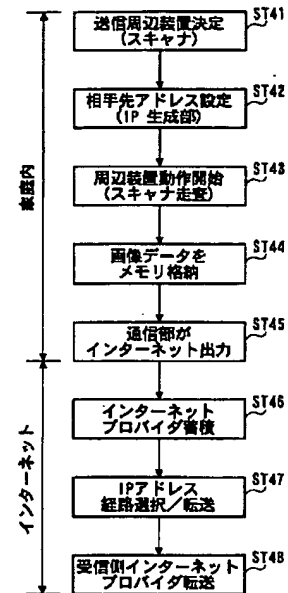 ST41
送信周辺装置決定
(スキャナ)
ST42
相手先アドレス設定
(IP 生成部)
ST43
周辺装置動作開始
(スキャナ走査)
家庭内
ST44
画像データを
メモリ格納
ST45
通信部が
インターネット出力
ST46
インターネット
プロバイダ蓄積
インターネット
ST47
IPアドレス
経路選択/転送
ST48
受信側インターネット
プロバイダ転送